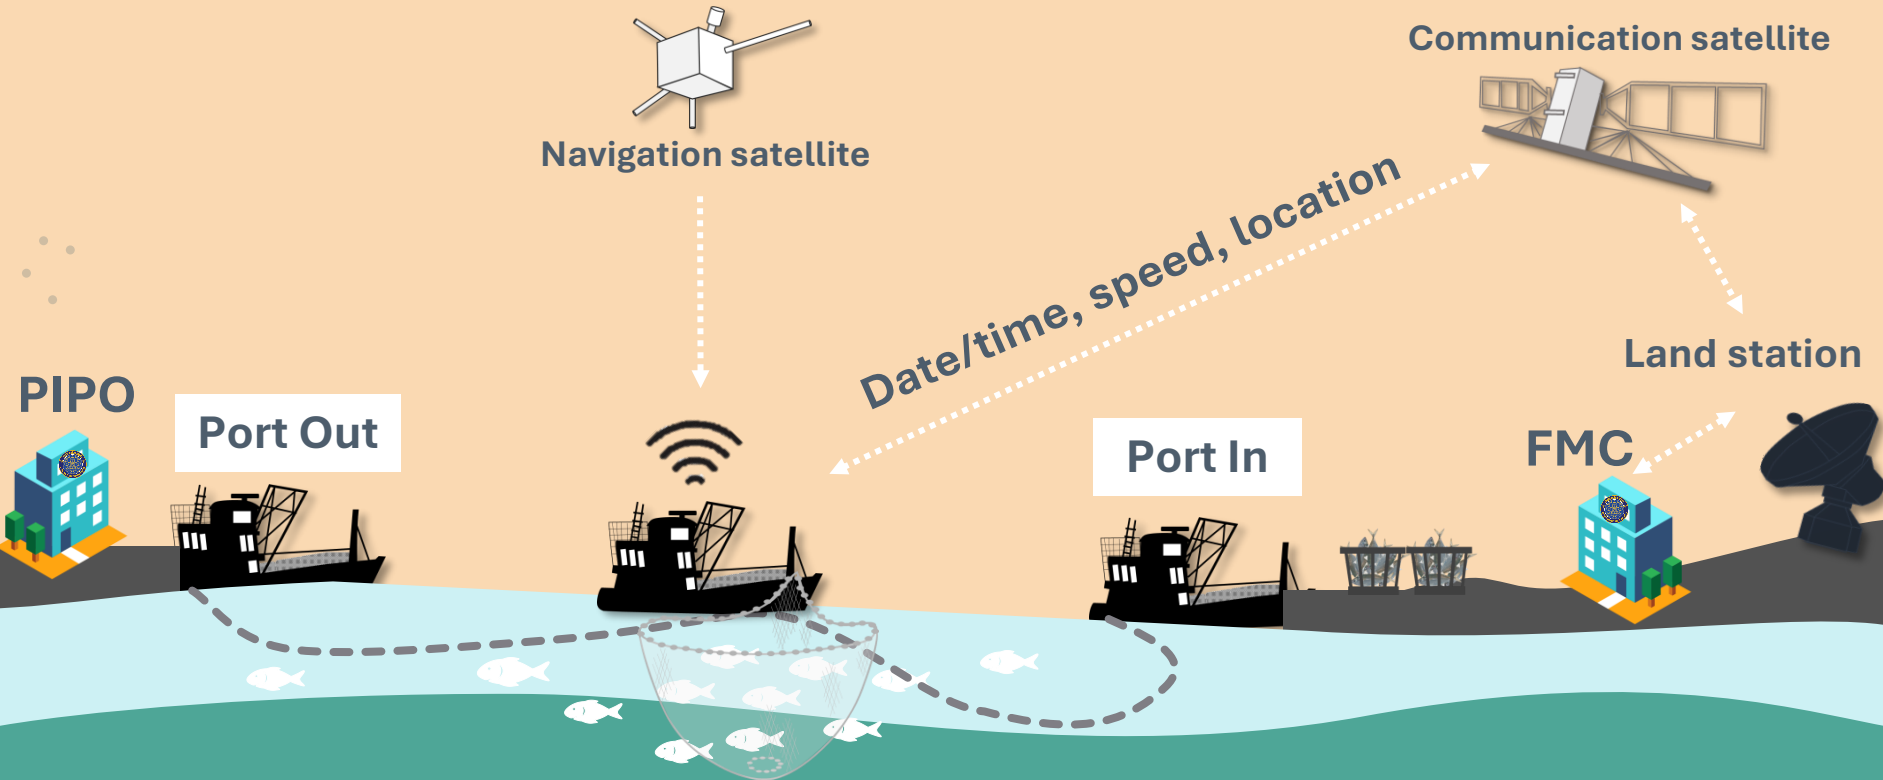 Communication satellite
Navigation satellite
Date/time, speed, location
Land station
PIPO
Port Out
Port In
FMC